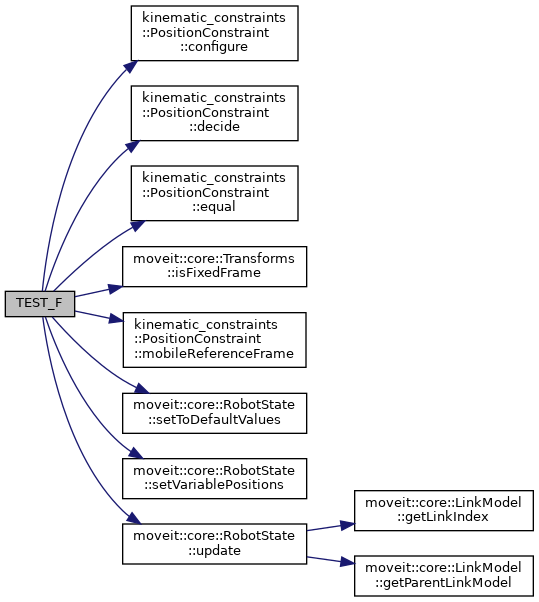 kinematic_constraints
::PositionConstraint
::configure
kinematic_constraints
::PositionConstraint
::decide
kinematic_constraints
::PositionConstraint
::equal
moveit::core::Transforms
::isFixedFrame
TEST_F
kinematic_constraints
::PositionConstraint
::mobileReferenceFrame
moveit::core::RobotState
::setToDefaultValues
moveit::core::RobotState
::setVariablePositions
moveit::core::RobotState
::update
moveit::core::LinkModel
::getLinkIndex
moveit::core::LinkModel
::getParentLinkModel